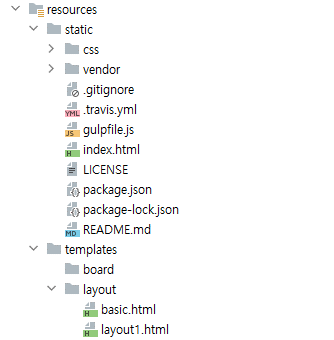 resources
static
css
vendor
.gitignore
.travis.yml
gulpfile.js
index.html
LICENSE
package.json
package-lock.json
README.md
templates
board
layout
basic.html
layout1.html